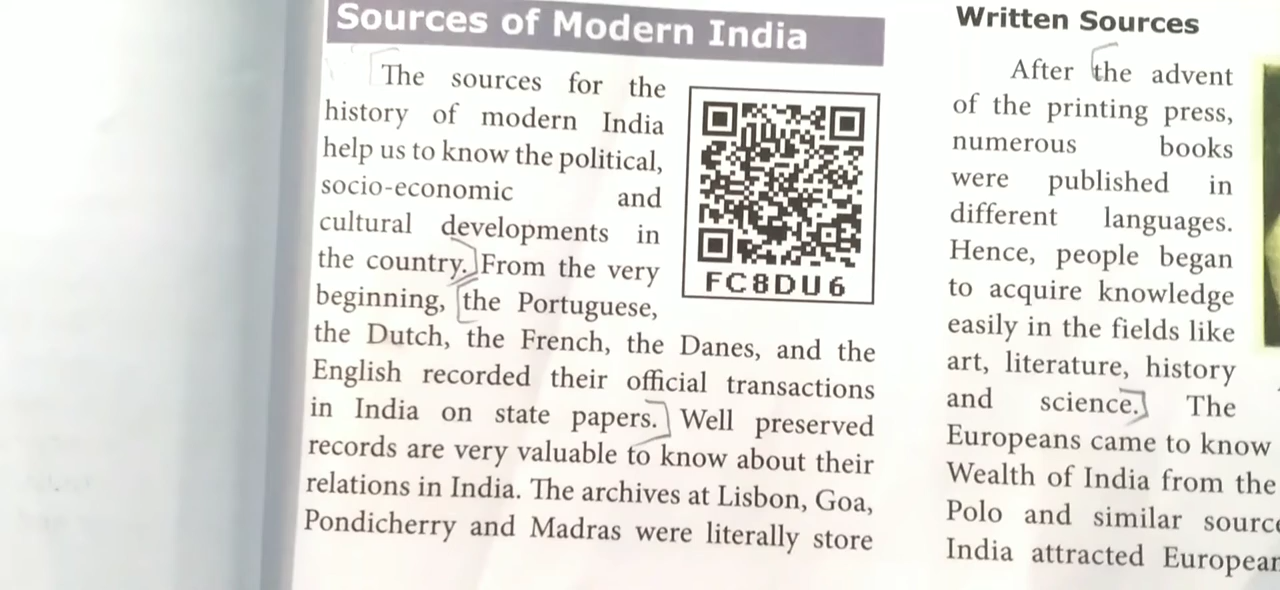 Sources of Modern India
The sources for the
history of modern India
help us to know the political,
socio-economic and
cultural developments in
the country. From the very
beginning, the Portuguese,
the Dutch, the French, the Danes, and the
English recorded their official transactions
in India on state papers. Well preserved
records are very valuable to know about their
relations in India. The archives at Lisbon, Goa,
Pondicherry and Madras were literally store
FC8DU6
Written Sources
After the advent
of the printing press,
numerous books
were published in
different languages.
Hence, people began
to acquire knowledge
easily in the fields like
art, literature, history
and science. The
Europeans came to know
Wealth of India from the
Polo and similar source
India attracted European